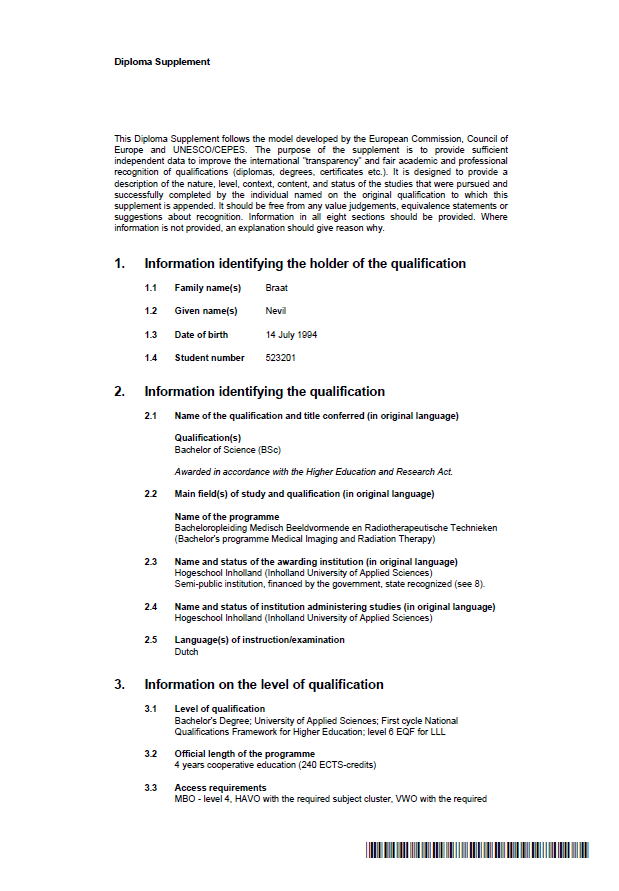 Diploma Supplement
This Diploma Supplement follows the model developed by the European Commission, Council of
Europe and UNESCO/CEPES. The purpose of the supplement is to provide sufficient
independent data to improve the international "transparency" and fair academic and professional
recognition of qualifications (diplomas, degrees, certificates etc.). It is designed to provide a
description of the nature, level, context, content, and status of the studies that were pursued and
successfully completed by the individual named on the original qualification to which this
supplement is appended. It should be free from any value judgements, equivalence statements or
suggestions about recognition. Information in all eight sections should be provided. Where
information is not provided, an explanation should give reason why.
1. Information identifying the holder of the qualification
1.1 Family name(s) Braat
1.2 Given name(s) Nevil
1.3 Date of birth 14 July 1994
1.4 Student number 523201
2. Information identifying the qualification
2.1 Name of the qualification and title conferred (in original language)
Qualification(s)
Bachelor of Science (BSc)
Awarded in accordance with the Higher Education and Research Act.
2.2 Main field(s) of study and qualification (in original language)
Name of the programme
Bacheloropleiding Medisch Beeldvormende en Radiotherapeutische Technieken
(Bachelor's programme Medical Imaging and Radiation Therapy)
2.3 Name and status of the awarding institution (in original language)
Hogeschool Inholland (Inholland University of Applied Sciences)
Semi-public institution, financed by the government, state recognized (see 8).
2.4 Name and status of institution administering studies (in original language)
Hogeschool Inholland (Inholland University of Applied Sciences)
2.5 Language(s) of instruction/examination
Dutch
3. Information on the level of qualification
3.1 Level of qualification
Bachelor's Degree; University of Applied Sciences; First cycle National
Qualifications Framework for Higher Education; level 6 EQF for LLL
3.2 Official length of the programme
4 years cooperative education (240 ECTS-credits)
3.3 Access requirements
MBO - level 4, HAVO with the required subject cluster, VWO with the required